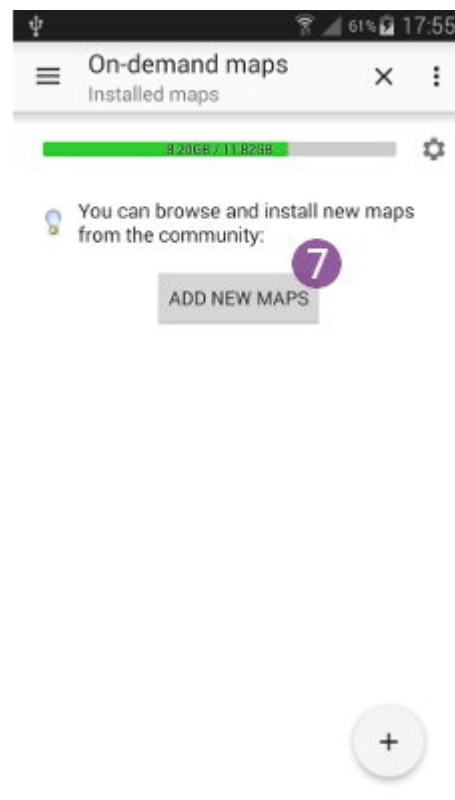 61% 17:55
On-demand maps
Installed maps
8.20GB / 11.82GB
You can browse and install new maps
from the community:
7
ADD NEW MAPS
+